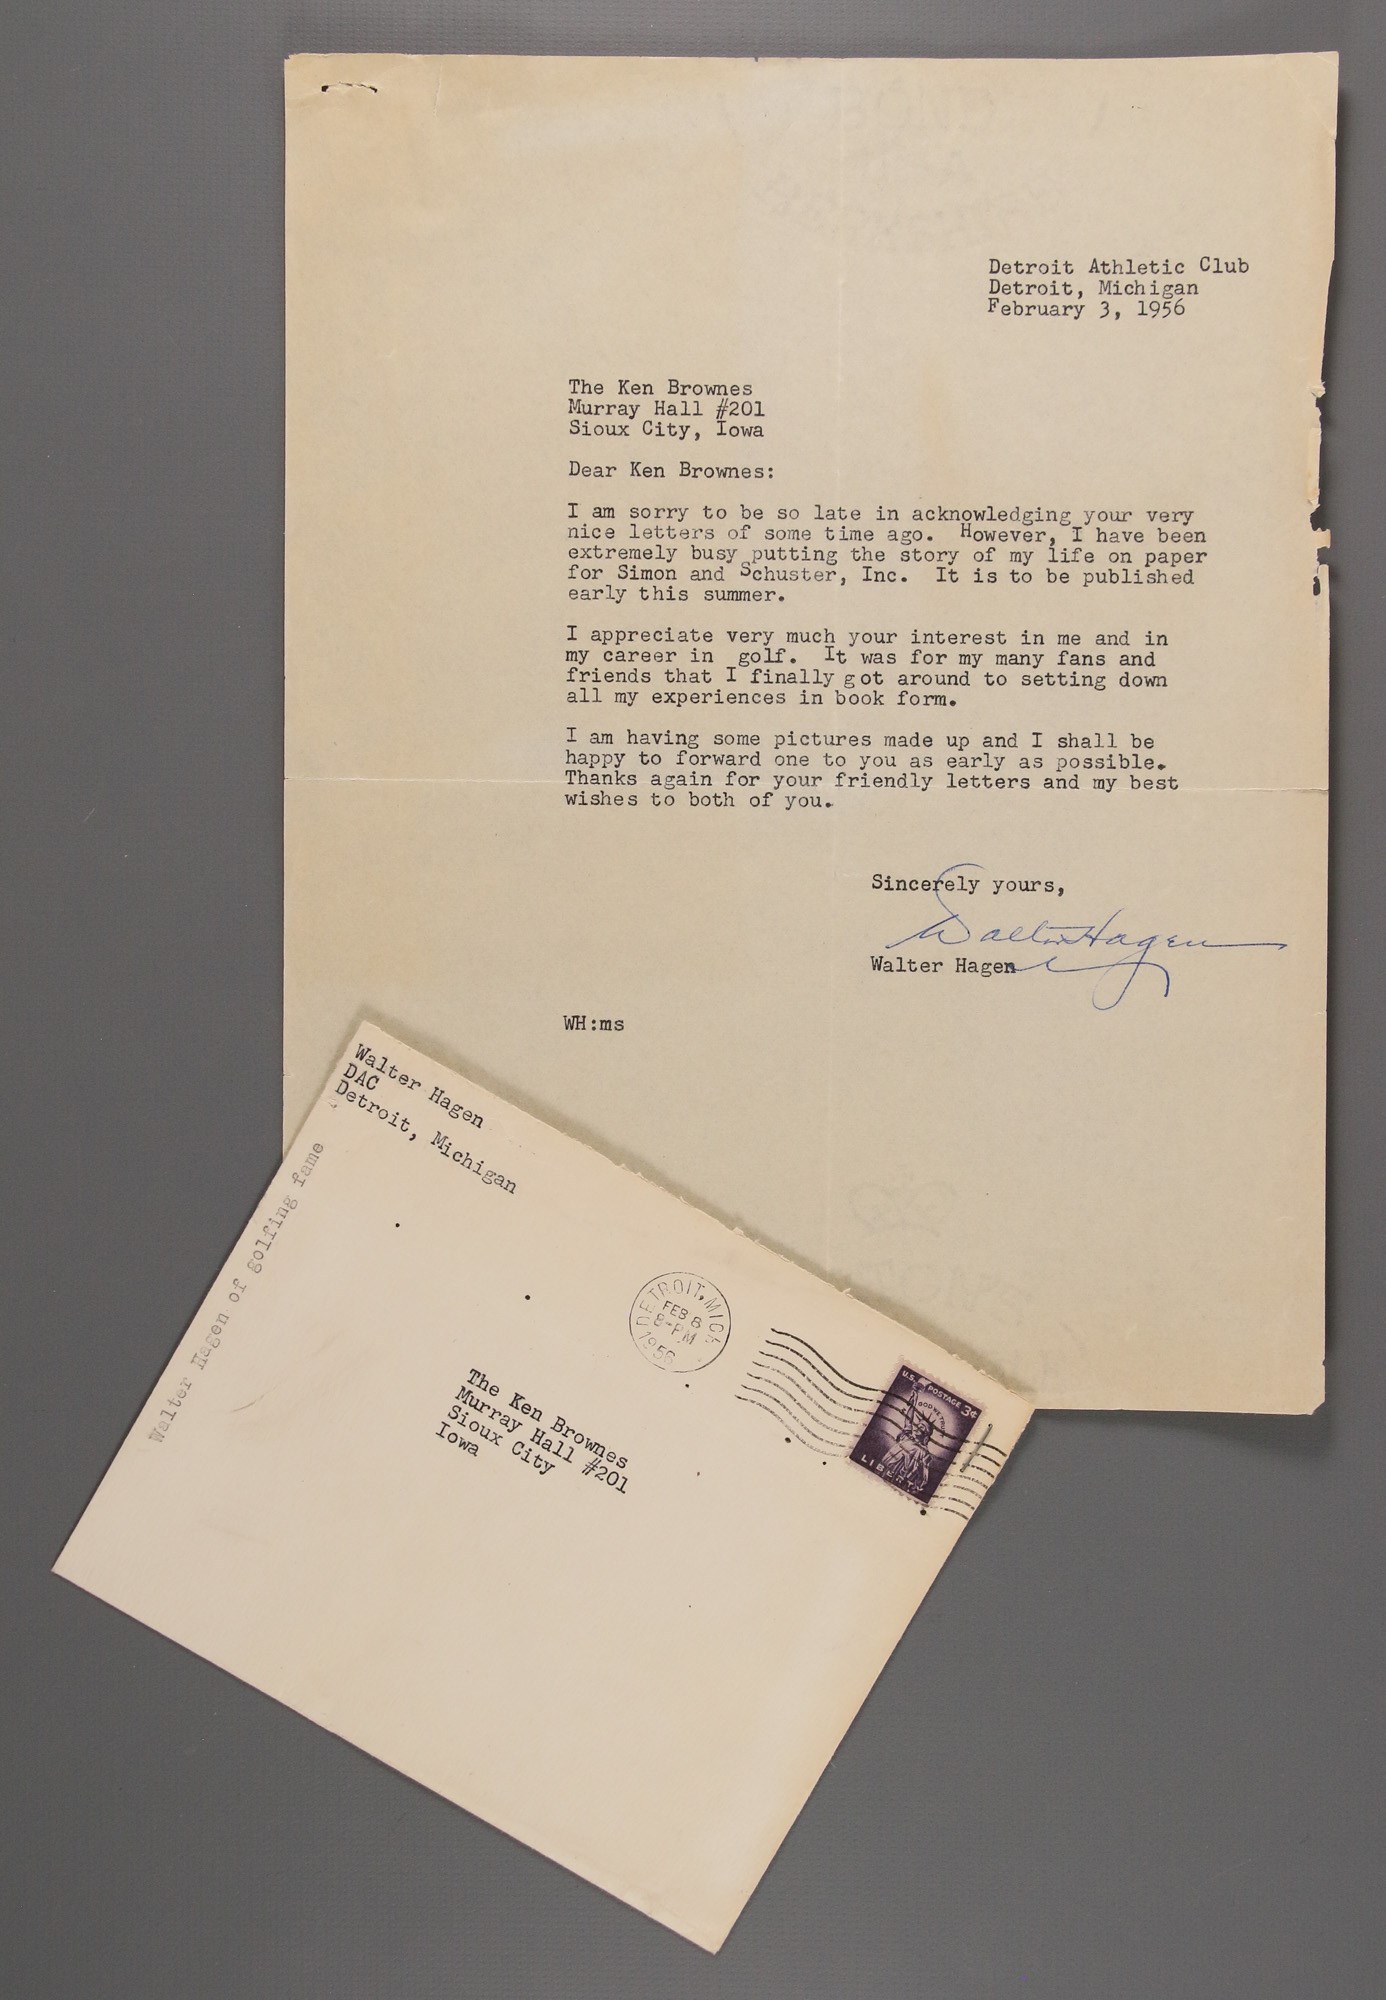 Detroit Athletic Club
Detroit, Michigan
February 3, 1956
The Ken Brownes
Murray Hall #201
Sioux City, Iowa
Dear Ken Brownes:
I am sorry to be so late in acknowledging your very
nice letters of some time ago.  However, I have been
extremely busy putting the story of my life on paper
for Simon and Schuster, Inc.  It is to be published
early this summer.
I appreciate very much your interest in me and in
my career in  golf.  It was for my many fans and
friends that I finally got around to setting down
all my experiences in book form.
I am having some pictures made up and I shall be
happy to forward one to you as early as possible.
Thanks again for your friendly letters and my best
wishes to both of you.
Sincerely yours,
Walter Hagen
Walter Hagen
WH:ms
Walter Hagen
DAC
Detroit, Michigan
Walter Hagen of golfing fame
DETROIT, MICH
FEB 6
8-PM
1956
The Ken Brownes
Murray Hall #201
Sioux City
Iowa
U.S. POSTAGE 3¢
IN GOD WE TRUST
LIBERTY